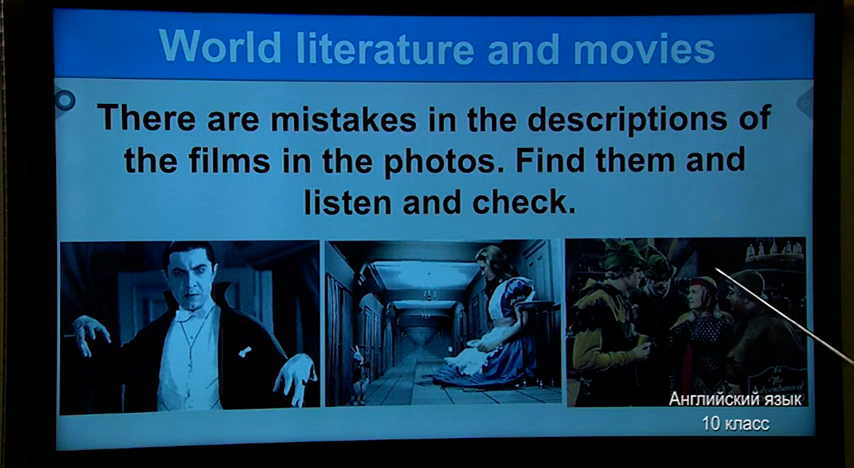 World literature and movies
There are mistakes in the descriptions of
the films in the photos. Find them and
listen and check.
Английский язык
10 класс